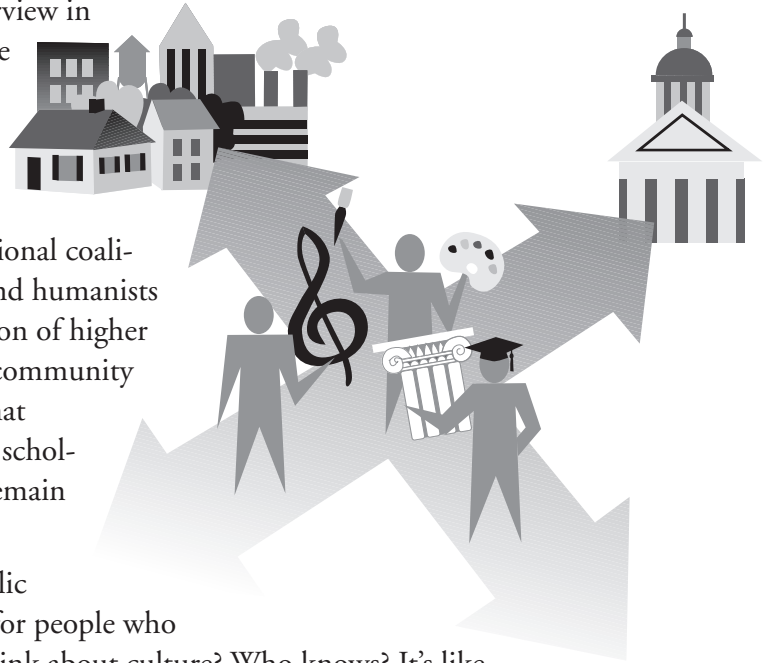 view in
e
ional coali-
nd humanists
on of higher
community
hat
schol-
emain
lic
for people who
ink about culture? Who knows? It's like